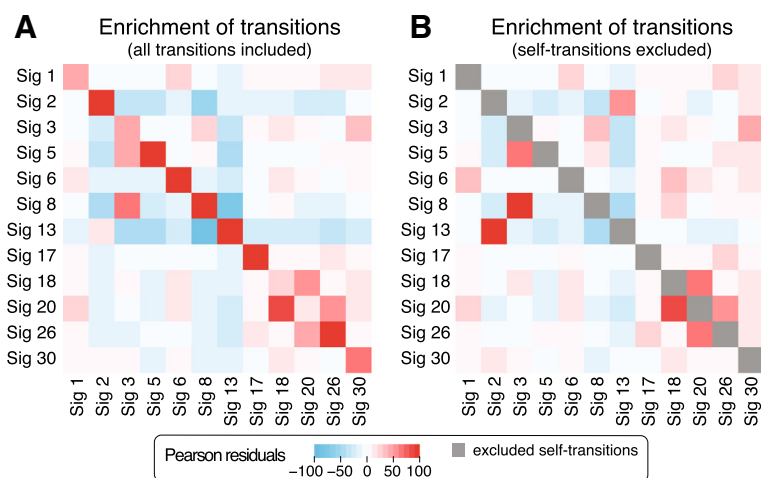 A
Enrichment of transitions
(all transitions included)
Sig 1
Sig 2
Sig 3
Sig 5
Sig 6
Sig 8
Sig 13
Sig 17
Sig 18
Sig 20
Sig 26
Sig 30
Sig 1
Sig 2
Sig 3
Sig 5
Sig 6
Sig 8
Sig 13
Sig 17
Sig 18
Sig 20
Sig 26
Sig 30
B
Enrichment of transitions
(self-transitions excluded)
Sig 1
Sig 2
Sig 3
Sig 5
Sig 6
Sig 8
Sig 13
Sig 17
Sig 18
Sig 20
Sig 26
Sig 30
Sig 1
Sig 2
Sig 3
Sig 5
Sig 6
Sig 8
Sig 13
Sig 17
Sig 18
Sig 20
Sig 26
Sig 30
Pearson residuals
−100 −50 0 50 100
excluded self-transitions